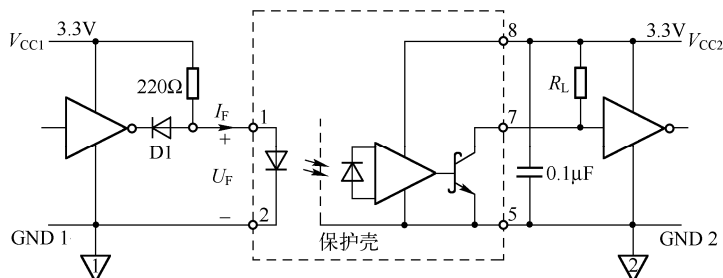 V_CC1 3.3V
3.3V V_CC2
8
220Ω
R_L
I_F
1
7
+
D1
U_F
0.1μF
−
2
5
GND 1
保护壳
GND 2
1
2